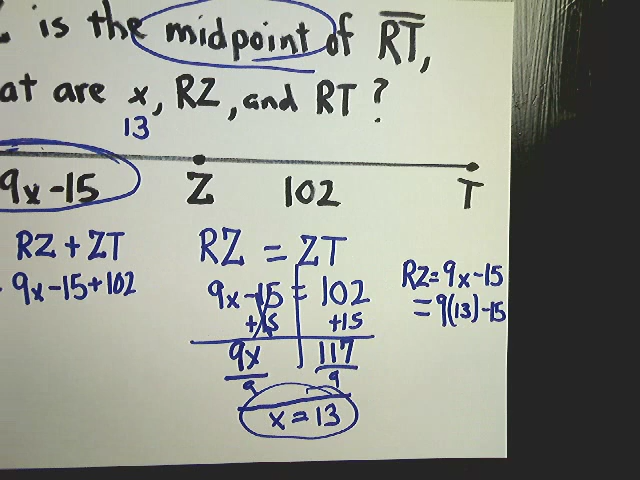 is the midpoint of RT,
at are x, RZ, and RT?
13
9x-15 Z 102 T
RZ + ZT
9x-15+102
RZ = ZT
9x-15 = 102
+15 +15
9x 117
9 9
x = 13
RZ=9x-15
=9(13)-15